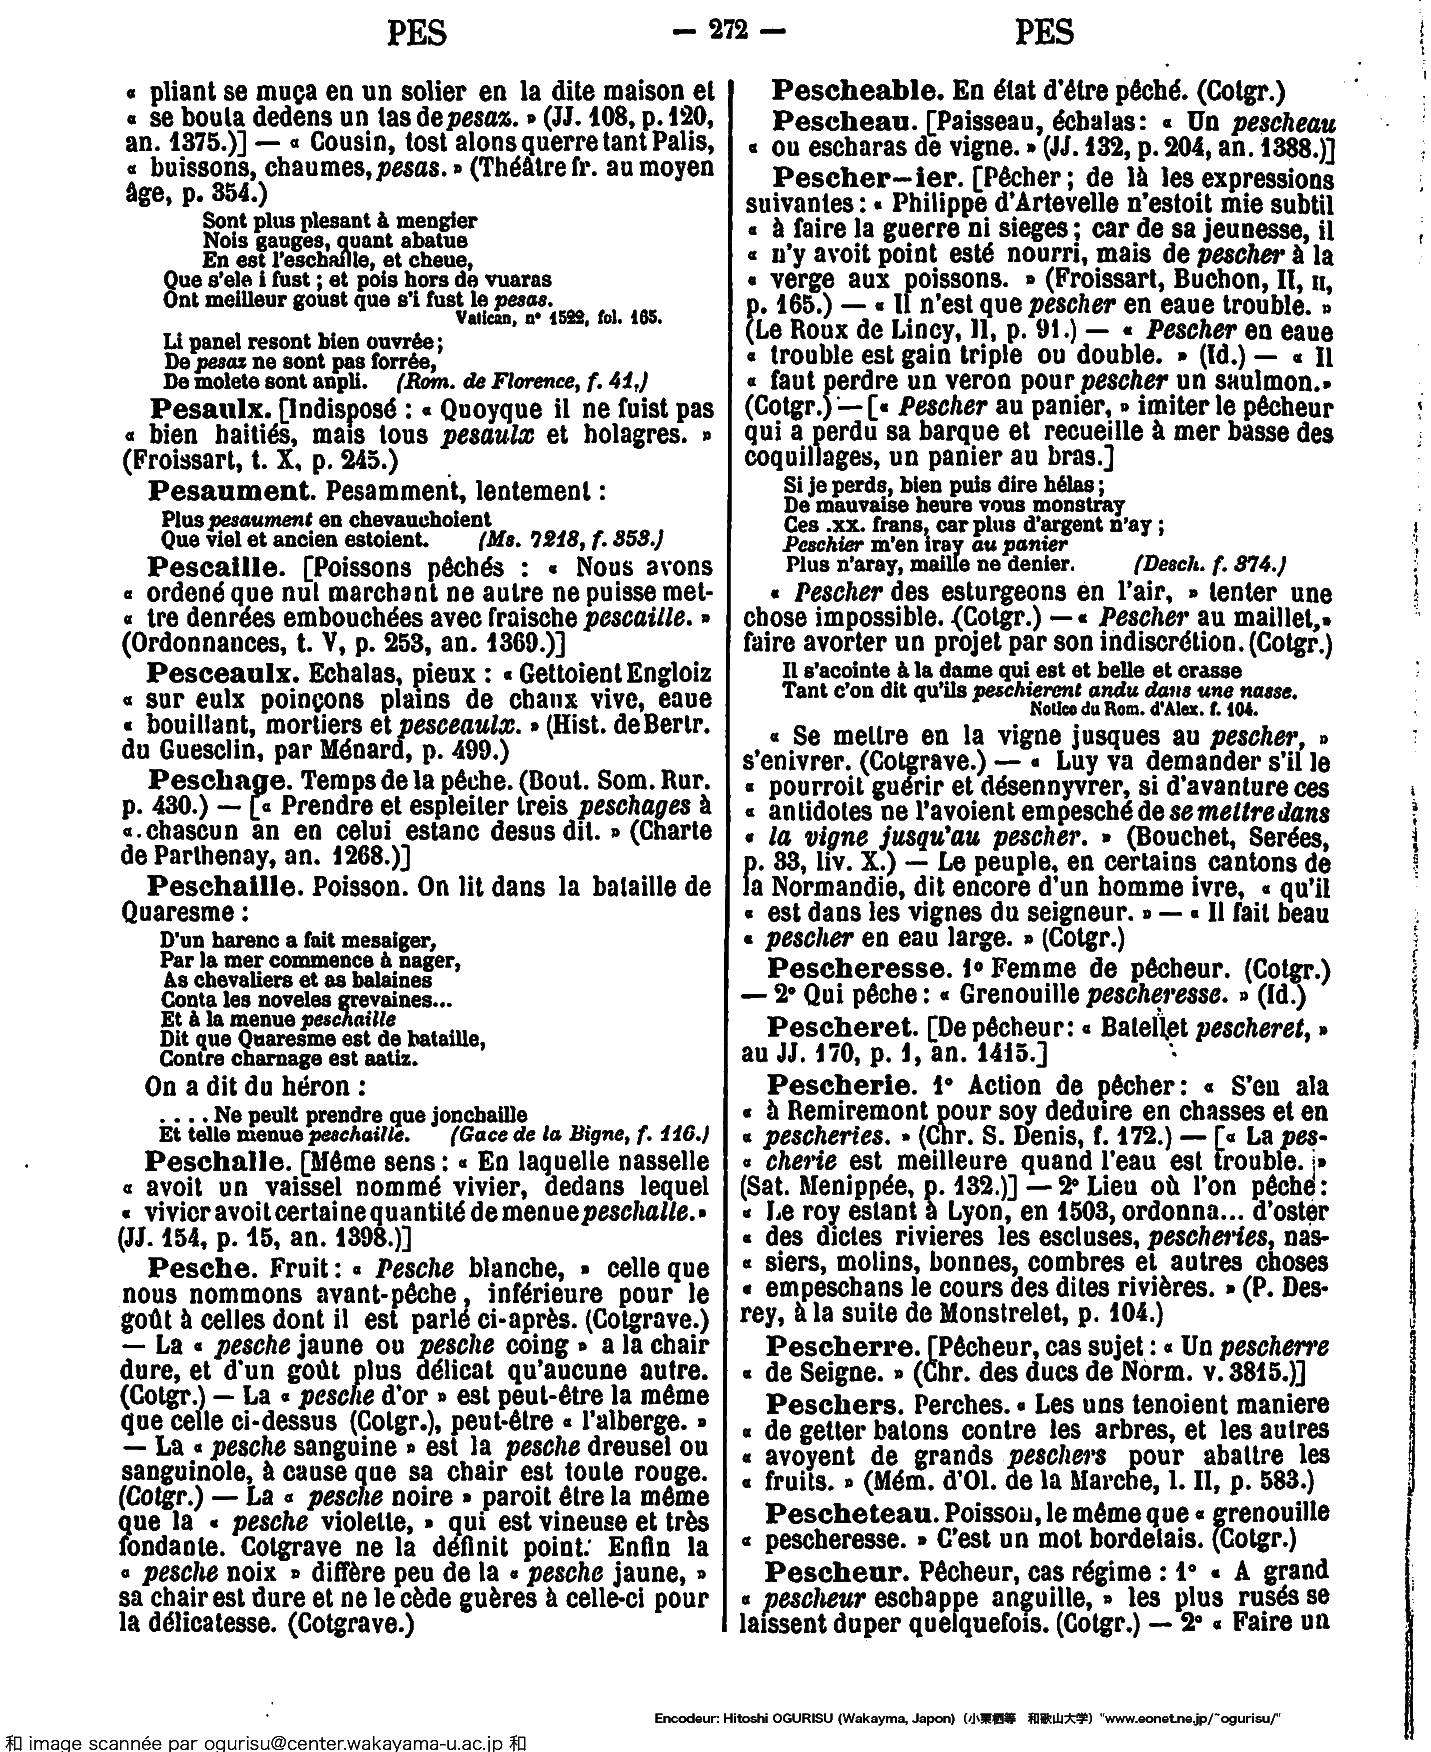 PES — 272 — PES
« pliant se muça en un solier en la dite maison et
« se bouta dedens un tas de pesaz. » (JJ. 108, p. 120,
an. 1375.)] — « Cousin, tost alons querre tant Palis,
« buissons, chaumes, pesas. » (Théâtre fr. au moyen
âge, p. 354.)
Sont plus plesant à mengier
Nois gauges, quant abatue
En est l'eschaille, et cheue,
Que s'ele i fust ; et pois hors de vuaras
Ont meilleur goust que s'i fust le pesas.
Vatican, n° 1522, fol. 165.
Li panel resont bien ouvrée ;
De pesaz ne sont pas forrée,
De molete sont anpli. (Rom. de Florence, f. 41,)
Pesaulx. [Indisposé : « Quoyque il ne fuist pas
« bien haitiés, mais tous pesaulx et holagres. »
(Froissart, t. X, p. 245.)
Pesaument. Pesamment, lentement :
Plus pesaument en chevauchoient
Que viel et ancien estoient. (Ms. 7218, f. 353.)
Pescaille. [Poissons pêchés : « Nous avons
« ordené que nul marchant ne autre ne puisse met-
« tre denrées embouchées avec fraische pescaille. »
(Ordonnances, t. V, p. 253, an. 1369.)]
Pesceaulx. Echalas, pieux : « Gettoient Engloiz
« sur eulx poinçons plains de chaux vive, eaue
« bouillant, mortiers et pesceaulx. » (Hist. de Bertr.
du Guesclin, par Ménard, p. 499.)
Peschage. Temps de la pêche. (Bout. Som. Rur.
p. 430.) — [« Prendre et espleiter treis peschages à
« chascun an en celui estanc desus dit. » (Charte
de Parthenay, an. 1268.)]
Peschaille. Poisson. On lit dans la bataille de
Quaresme :
D'un harenc a fait mesaiger,
Par la mer commence à nager,
As chevaliers et as balaines
Conta les noveles grevaines...
Et à la menue peschaille
Dit que Quaresme est de bataille,
Contre charnage est aatiz.
On a dit du héron :
.... Ne peult prendre que jonchaille
Et telle menue peschaille. (Gace de la Bigne, f. 116.)
Peschalle. [Même sens : « En laquelle nasselle
« avoit un vaissel nommé vivier, dedans lequel
« vivier avoit certaine quantité de menue peschalle. »
(JJ. 154, p. 15, an. 1398.)]
Pesche. Fruit : « Pesche blanche, » celle que
nous nommons avant-pêche, inférieure pour le
goût à celles dont il est parlé ci-après. (Cotgrave.)
— La « pesche jaune ou pesche coing » a la chair
dure, et d'un goût plus délicat qu'aucune autre.
(Cotgr.) — La « pesche d'or » est peut-être la même
que celle ci-dessus (Cotgr.), peut-être « l'alberge. »
— La « pesche sanguine » est la pesche dreusel ou
sanguinole, à cause que sa chair est toute rouge.
(Cotgr.) — La « pesche noire » paroit être la même
que la « pesche violette, » qui est vineuse et très
fondante. Cotgrave ne la définit point. Enfin la
« pesche noix » diffère peu de la « pesche jaune, »
sa chair est dure et ne le cède guères à celle-ci pour
la délicatesse. (Cotgrave.)
Pescheable. En état d'être pêché. (Cotgr.)
Pescheau. [Paisseau, échalas : « Un pescheau
« ou escharas de vigne. » (JJ. 132, p. 204, an. 1388.)]
Pescher-ier. [Pêcher ; de là les expressions
suivantes : « Philippe d'Artevelle n'estoit mie subtil
« à faire la guerre ni sieges ; car de sa jeunesse, il
« n'y avoit point esté nourri, mais de pescher à la
« verge aux poissons. » (Froissart, Buchon, II, II,
p. 165.) — « Il n'est que pescher en eaue trouble. »
(Le Roux de Lincy, II, p. 91.) — « Pescher en eaue
« trouble est gain triple ou double. » (Id.) — « Il
« faut perdre un veron pour pescher un saulmon. »
(Cotgr.) — [« Pescher au panier, » imiter le pêcheur
qui a perdu sa barque et recueille à mer basse des
coquillages, un panier au bras.]
Si je perds, bien puis dire hélas ;
De mauvaise heure vous monstray
Ces .xx. frans, car plus d'argent n'ay ;
Peschier m'en iray au panier
Plus n'aray, maille ne denier. (Desch. f. 374.)
« Pescher des esturgeons en l'air, » tenter une
chose impossible. (Cotgr.) — « Pescher au maillet, »
faire avorter un projet par son indiscrétion. (Cotgr.)
Il s'acointe à la dame qui est et belle et crasse
Tant c'on dit qu'ils peschierent andu dans une nasse.
Notice du Rom. d'Alex. f. 104.
« Se mettre en la vigne jusques au pescher, »
s'enivrer. (Cotgrave.) — « Luy va demander s'il le
« pourroit guérir et désennyvrer, si d'avanture ces
« antidotes ne l'avoient empesché de se mettre dans
« la vigne jusqu'au pescher. » (Bouchet, Serées,
p. 33, liv. X.) — Le peuple, en certains cantons de
la Normandie, dit encore d'un homme ivre, « qu'il
« est dans les vignes du seigneur. » — « Il fait beau
« pescher en eau large. » (Cotgr.)
Pescheresse. 1° Femme de pêcheur. (Cotgr.)
— 2° Qui pêche : « Grenouille pescheresse. » (Id.)
Pescheret. [De pêcheur : « Batellet pescheret, »
au JJ. 170, p. 1, an. 1415.]
Pescherie. 1° Action de pêcher : « S'en ala
« à Remiremont pour soy deduire en chasses et en
« pescheries. » (Chr. S. Denis, f. 172.) — [« La pes-
« cherie est meilleure quand l'eau est trouble. »
(Sat. Menippée, p. 132.)] — 2° Lieu où l'on pêche :
« Le roy estant à Lyon, en 1503, ordonna... d'oster
« des dictes rivieres les escluses, pescheries, nas-
« siers, molins, bonnes, combres et autres choses
« empeschans le cours des dites rivières. » (P. Des-
rey, à la suite de Monstrelet, p. 104.)
Pescherre. [Pêcheur, cas sujet : « Un pescherre
« de Seigne. » (Chr. des ducs de Norm. v. 3815.)]
Peschers. Perches. « Les uns tenoient maniere
« de getter batons contre les arbres, et les autres
« avoyent de grands peschers pour abattre les
« fruits. » (Mém. d'Ol. de la Marche, l. II, p. 583.)
Pescheteau. Poisson, le même que « grenouille
« pescheresse. » C'est un mot bordelais. (Cotgr.)
Pescheur. Pêcheur, cas régime : 1° « A grand
« pescheur eschappe anguille, » les plus rusés se
laissent duper quelquefois. (Cotgr.) — 2° « Faire un
Encodeur: Hitoshi OGURISU (Wakayma, Japon) (小栗栖等 和歌山大学) "www.eonet.ne.jp/~ogurisu/"
和 image scannée par ogurisu@center.wakayama-u.ac.jp 和